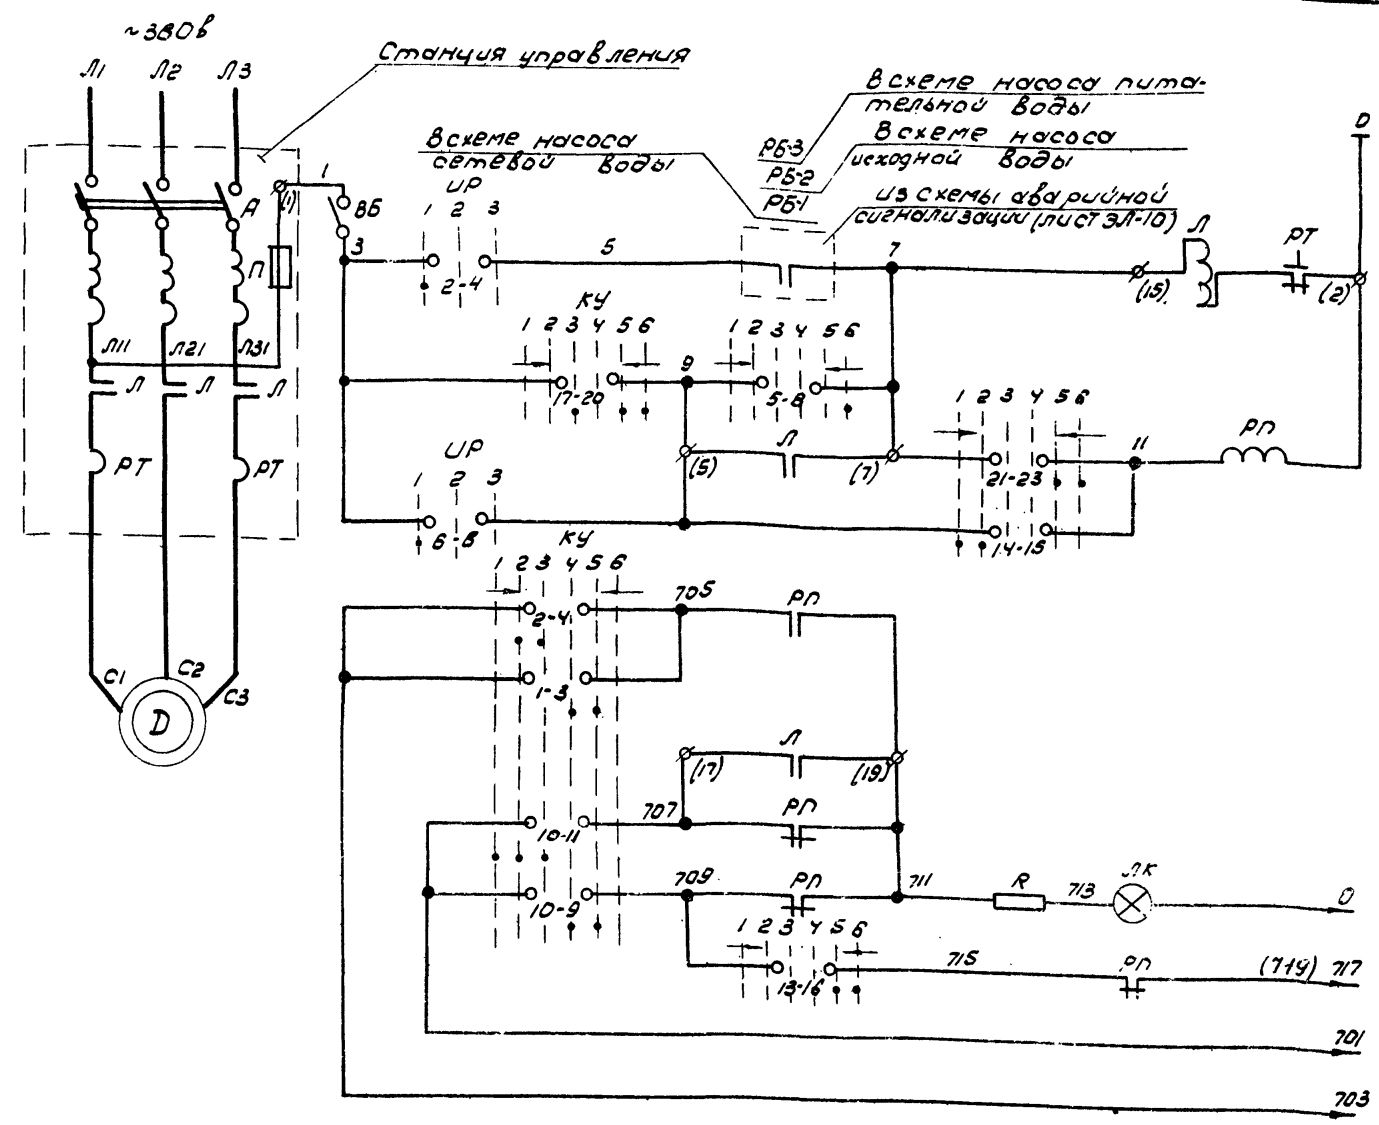 ~380в
Л1 Л2 Л3
Станция управления
В схеме насоса пита-
тельной воды
В схеме насоса
исходной воды
В схеме насоса
сетевой воды
РБ-3
РБ-2
РБ-1
из схемы аварийной
сигнализации (лист ЭЛ-10)
0
А
(1)
1
ВБ
3
П
ИР
1 2 3
2-4
5
7
(15)
Л
РТ
(2)
Л11 Л21 Л31
Л Л Л
КУ
1 2 3 4 5 6
17-20
9
1 2 3 4 5 6
5-8
РТ РТ
ИР
1 2 3
6-8
(5)
Л
(7)
1 2 3 4 5 6
21-23
14-15
11
РП
С1 С2 С3
D
КУ
1 2 3 4 5 6
2-4
705
РП
1-3
(17)
Л
(19)
10-11
707
РП
10-9
709
РП
711
R
713
ЛК
0
1 2 3 4 5 6
13-16
715
РП
(719) 717
701
703